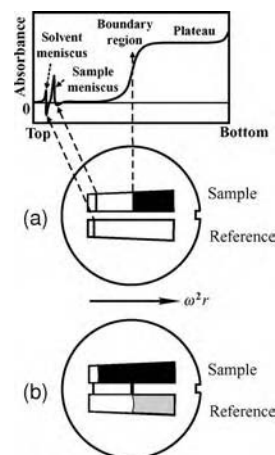 Absorbance
Solvent
meniscus
Sample
meniscus
Boundary
region
Plateau
0
Top
Bottom
Sample
(a)
Reference
ω²r
Sample
(b)
Reference